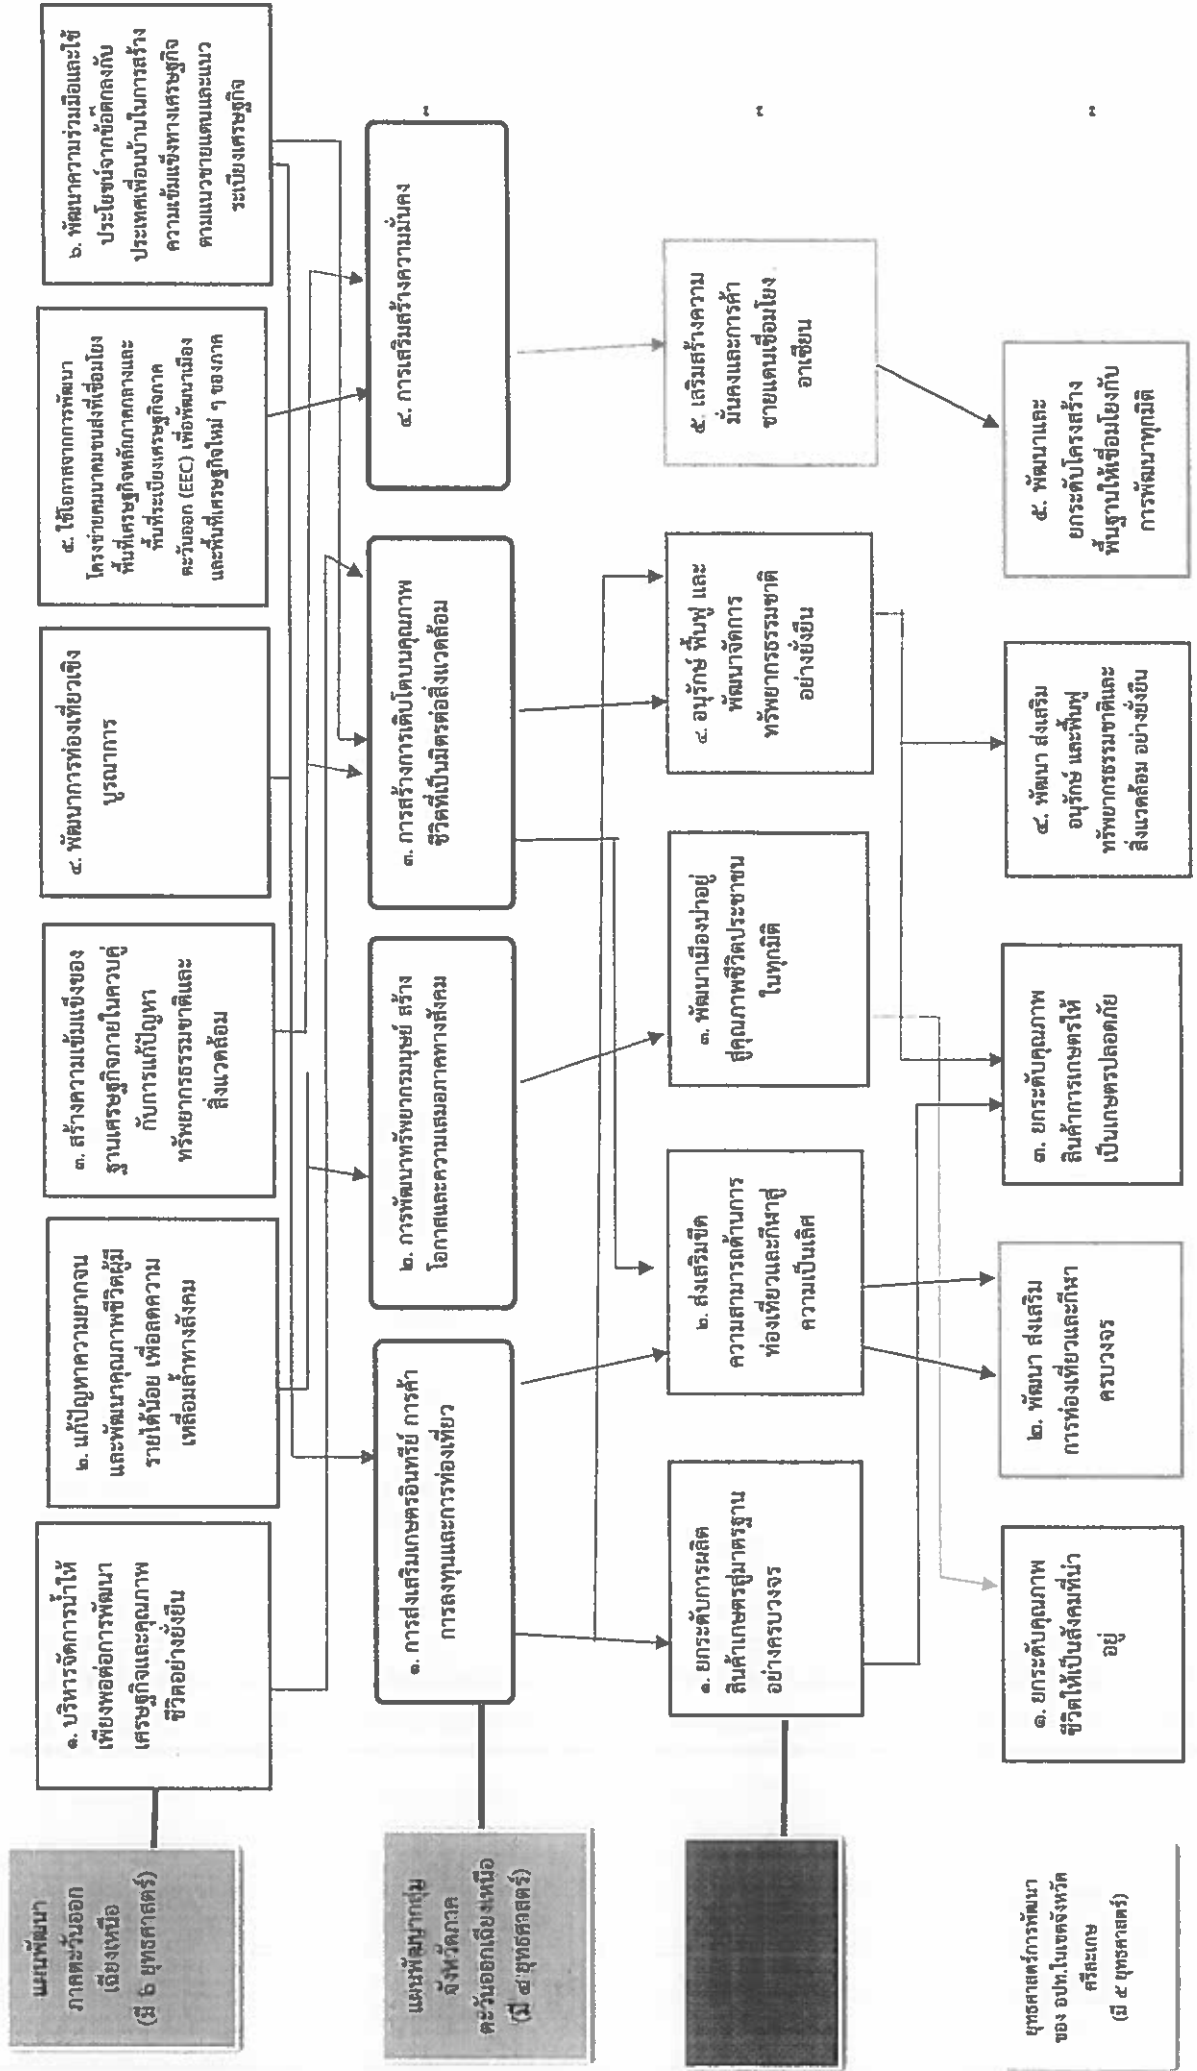 แผนพัฒนา
ภาคตะวันออก
เฉียงเหนือ
(มี ๖ ยุทธศาสตร์)
๑. บริหารจัดการน้ำให้
เพียงพอต่อการพัฒนา
เศรษฐกิจและคุณภาพ
ชีวิตอย่างยั่งยืน
๒. แก้ปัญหาความยากจน
และพัฒนาคุณภาพชีวิตผู้มี
รายได้น้อย เพื่อลดความ
เหลื่อมล้ำทางสังคม
๓. สร้างความเข้มแข็งของ
ฐานเศรษฐกิจภายในควบคู่
กับการแก้ปัญหา
ทรัพยากรธรรมชาติและ
สิ่งแวดล้อม
๔. พัฒนาการท่องเที่ยวเชิง
บูรณาการ
๕. ใช้โอกาสจากการพัฒนา
โครงข่ายคมนาคมขนส่งที่เชื่อมโยง
พื้นที่เศรษฐกิจหลักภาคกลางและ
พื้นที่ระเบียงเศรษฐกิจภาค
ตะวันออก (EEC) เพื่อพัฒนาเมือง
และพื้นที่เศรษฐกิจใหม่ ๆ ของภาค
๖. พัฒนาความร่วมมือและใช้
ประโยชน์จากข้อตกลงกับ
ประเทศเพื่อนบ้านในการสร้าง
ความเข้มแข็งทางเศรษฐกิจ
ตามแนวชายแดนและแนว
ระเบียงเศรษฐกิจ
แผนพัฒนากลุ่ม
จังหวัดภาค
ตะวันออกเฉียงเหนือ
(มี ๔ ยุทธศาสตร์)
๑. การส่งเสริมเกษตรอินทรีย์ การค้า
การลงทุนและการท่องเที่ยว
๒. การพัฒนาทรัพยากรมนุษย์ สร้าง
โอกาสและความเสมอภาคทางสังคม
๓. การสร้างการเติบโตบนคุณภาพ
ชีวิตที่เป็นมิตรต่อสิ่งแวดล้อม
๔. การเสริมสร้างความมั่นคง
๑. ยกระดับการผลิต
สินค้าเกษตรสู่มาตรฐาน
อย่างครบวงจร
๒. ส่งเสริมขีด
ความสามารถด้านการ
ท่องเที่ยวและกีฬาสู่
ความเป็นเลิศ
๓. พัฒนาเมืองน่าอยู่
สู่คุณภาพชีวิตประชาชน
ในทุกมิติ
๔. อนุรักษ์ ฟื้นฟู และ
พัฒนาจัดการ
ทรัพยากรธรรมชาติ
อย่างยั่งยืน
๕. เสริมสร้างความ
มั่นคงและการค้า
ชายแดนเชื่อมโยง
อาเซียน
ยุทธศาสตร์การพัฒนา
ของ อปท.ในเขตจังหวัด
ศรีสะเกษ
(มี ๕ ยุทธศาสตร์)
๑. ยกระดับคุณภาพ
ชีวิตให้เป็นสังคมที่น่า
อยู่
๒. พัฒนา ส่งเสริม
การท่องเที่ยวและกีฬา
ครบวงจร
๓. ยกระดับคุณภาพ
สินค้าการเกษตรให้
เป็นเกษตรปลอดภัย
๔. พัฒนา ส่งเสริม
อนุรักษ์ และฟื้นฟู
ทรัพยากรธรรมชาติและ
สิ่งแวดล้อม อย่างยั่งยืน
๕. พัฒนาและ
ยกระดับโครงสร้าง
พื้นฐานให้เชื่อมโยงกับ
การพัฒนาทุกมิติ